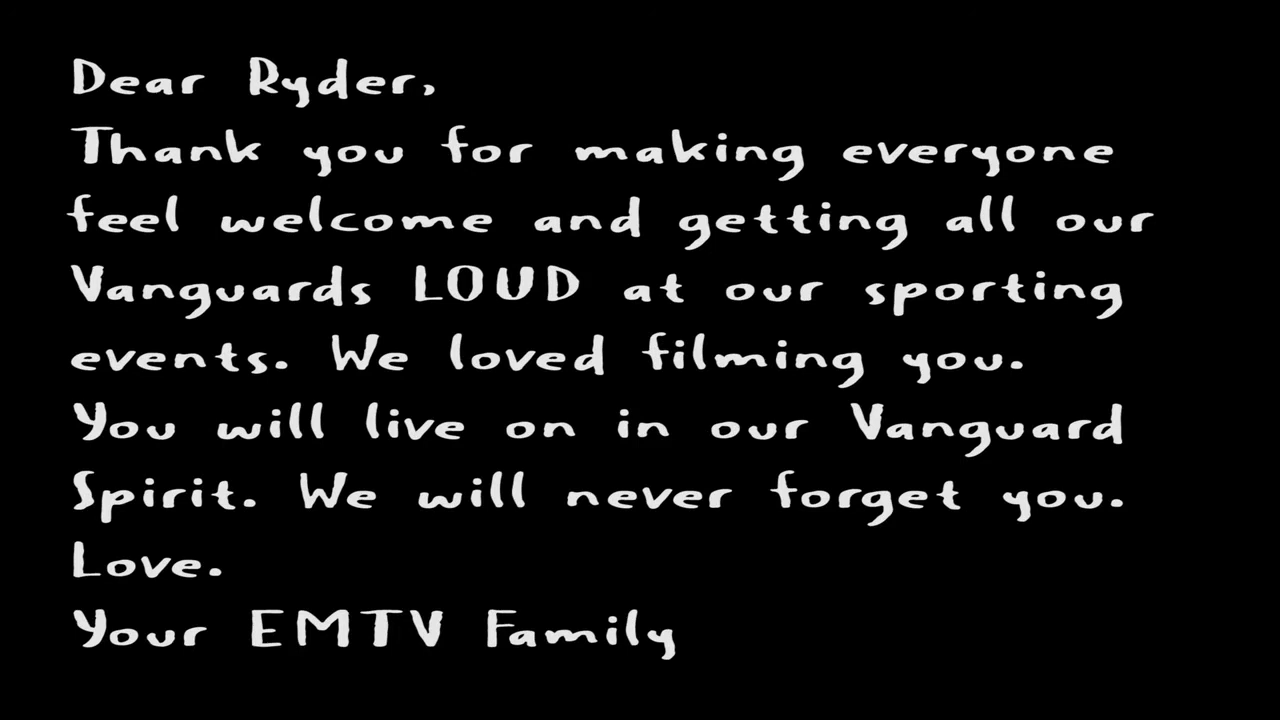 Dear Ryder,
Thank you for making everyone
feel welcome and getting all our
Vanguards LOUD at our sporting
events. We loved filming you.
You will live on in our Vanguard
Spirit. We will never forget you.
Love.
Your EMTV Family